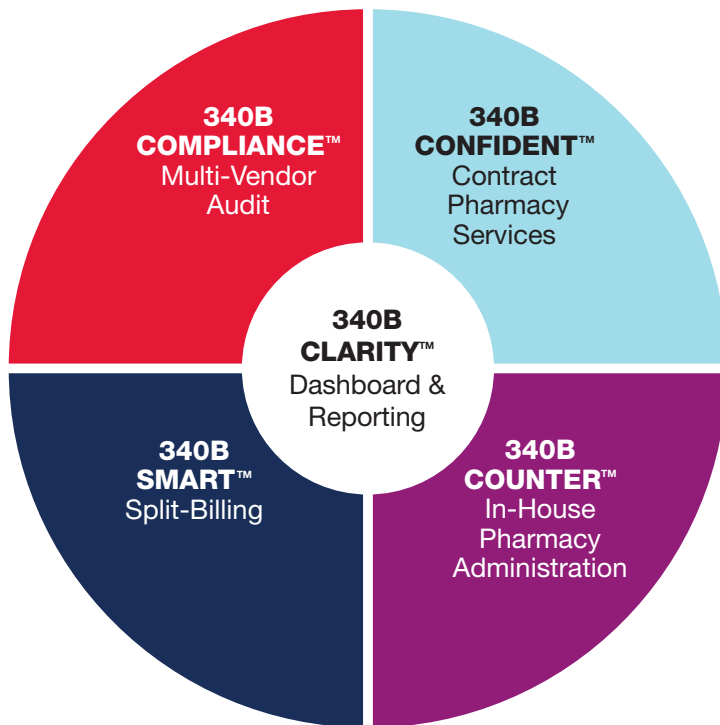 340B
COMPLIANCE™
Multi-Vendor
Audit
340B
CONFIDENT™
Contract
Pharmacy
Services
340B
CLARITY™
Dashboard &
Reporting
340B
SMART™
Split-Billing
340B
COUNTER™
In-House
Pharmacy
Administration